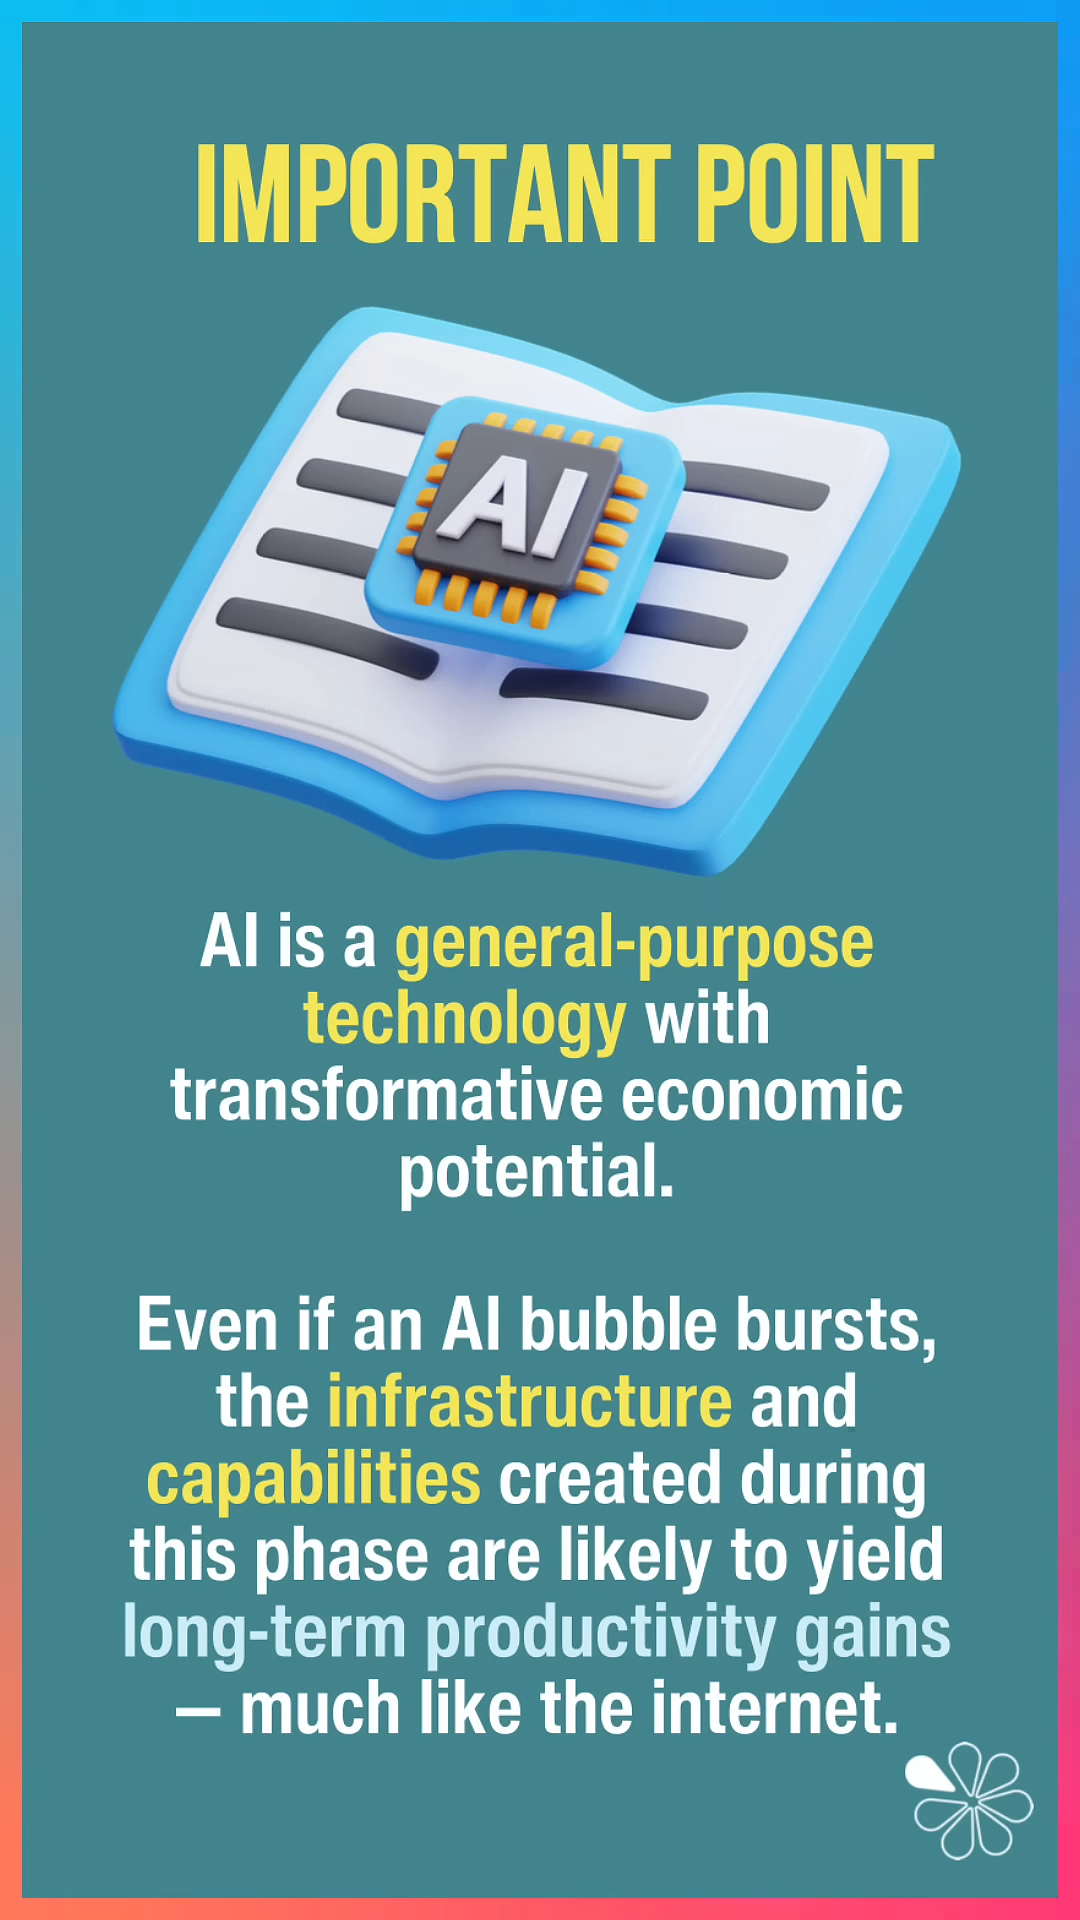 IMPORTANT POINT
AI
AI is a general-purpose
technology with
transformative economic
potential.
Even if an AI bubble bursts,
the infrastructure and
capabilities created during
this phase are likely to yield
long-term productivity gains
– much like the internet.